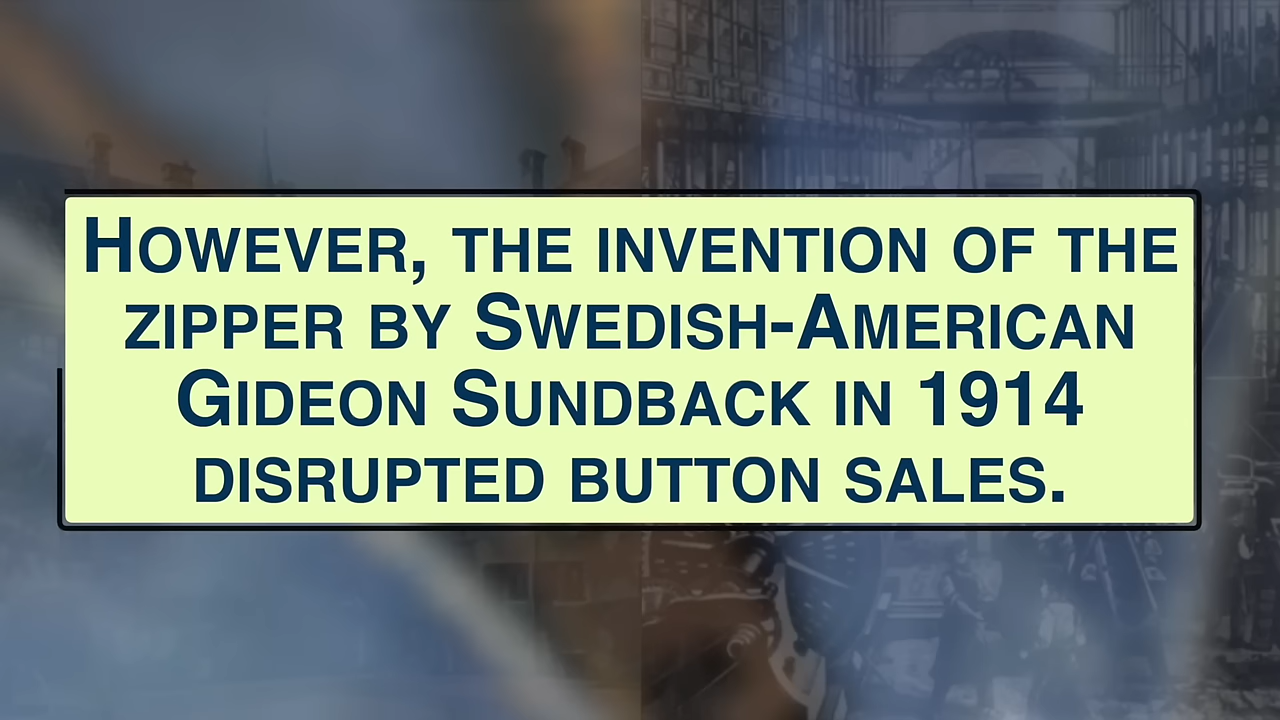 However, the invention of the
zipper by Swedish-American
Gideon Sundback in 1914
disrupted button sales.